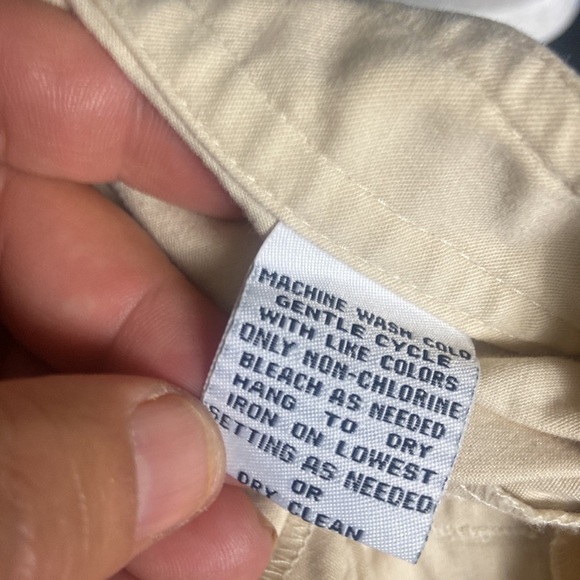 MACHINE WASH COLD
GENTLE CYCLE
WITH LIKE COLORS
ONLY NON-CHLORINE
BLEACH AS NEEDED
HANG TO DRY
IRON ON LOWEST
SETTING AS NEEDED
OR
DRY CLEAN